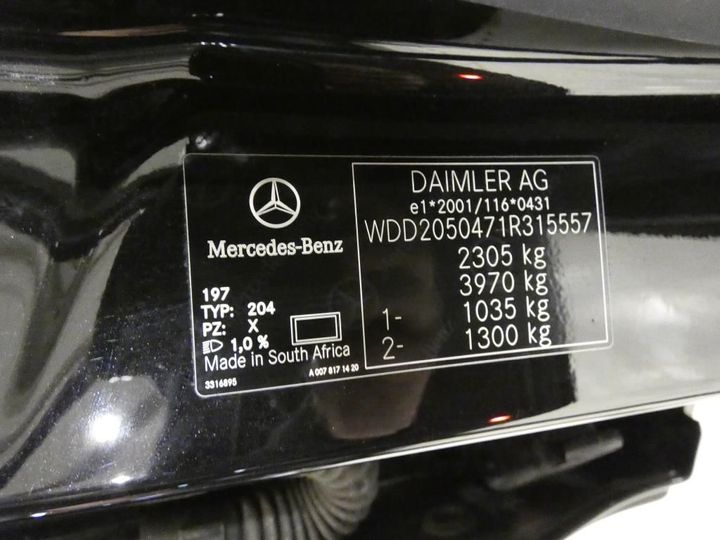 Mercedes-Benz
197
TYP: 204
PZ: X
1,0 %
Made in South Africa
3316895
A 007 817 14 20
DAIMLER AG
e1*2001/116*0431
WDD2050471R315557
2305 kg
3970 kg
1- 1035 kg
2- 1300 kg